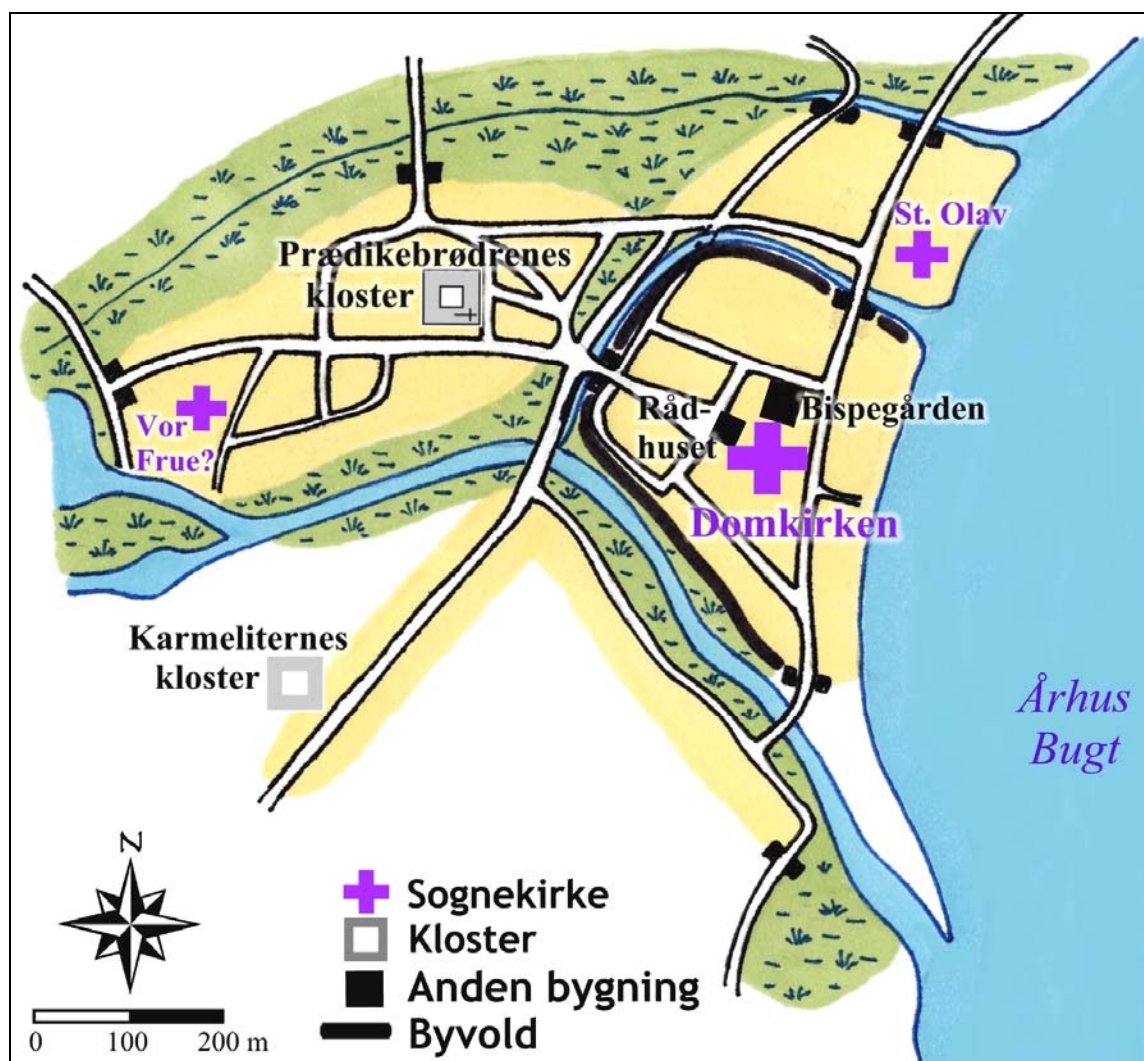 St. Olav
Prædikebrødrenes
kloster
Råd-
huset
Bispegården
Vor
Frue?
Domkirken
Karmeliternes
kloster
Århus
Bugt
N
Sognekirke
Kloster
Anden bygning
Byvold
0 100 200 m